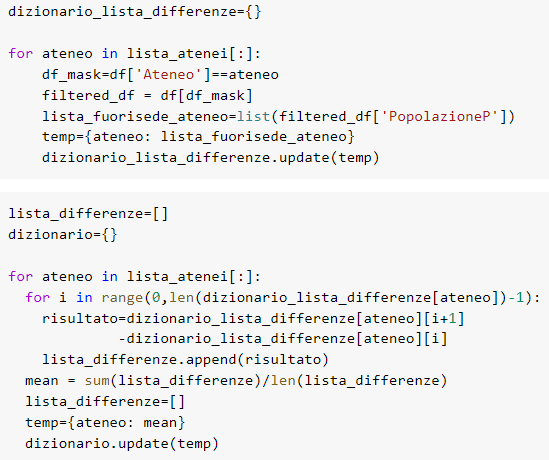 dizionario_lista_differenze={}

for ateneo in lista_atenei[:]:
    df_mask=df['Ateneo']==ateneo
    filtered_df = df[df_mask]
    lista_fuorisede_ateneo=list(filtered_df['PopolazioneP'])
    temp={ateneo: lista_fuorisede_ateneo}
    dizionario_lista_differenze.update(temp)

lista_differenze=[]
dizionario={}

for ateneo in lista_atenei[:]:
  for i in range(0,len(dizionario_lista_differenze[ateneo])-1):
    risultato=dizionario_lista_differenze[ateneo][i+1]
             -dizionario_lista_differenze[ateneo][i]
    lista_differenze.append(risultato)
  mean = sum(lista_differenze)/len(lista_differenze)
  lista_differenze=[]
  temp={ateneo: mean}
  dizionario.update(temp)